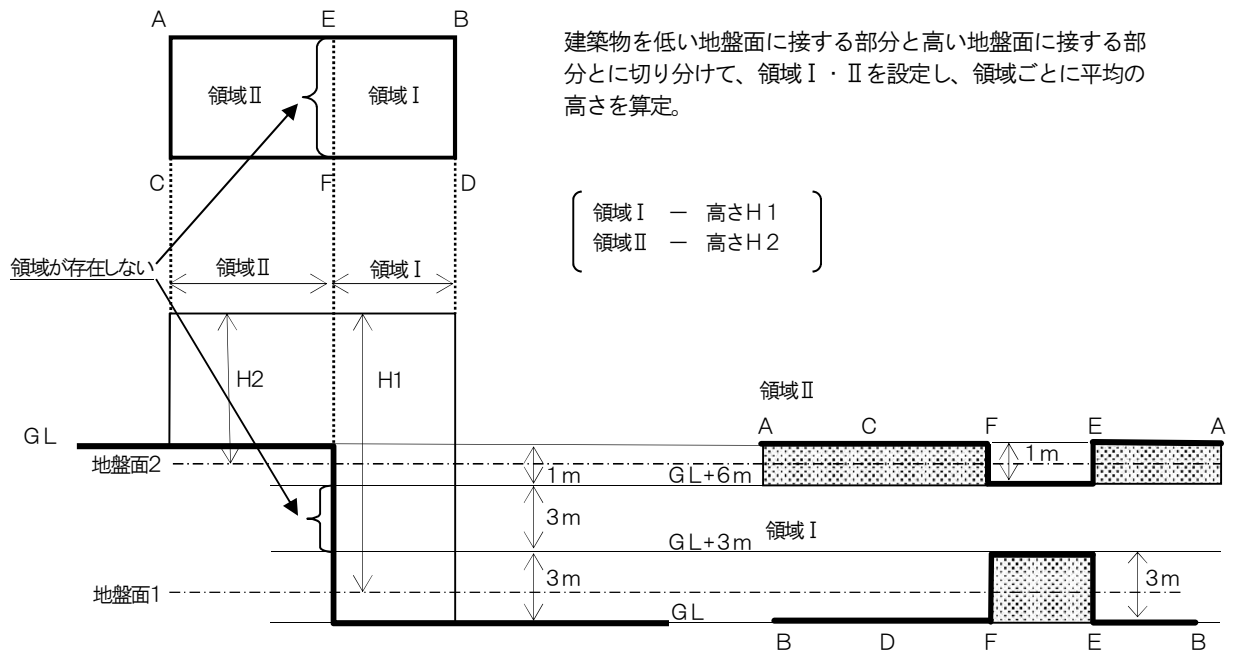 A E B
建築物を低い地盤面に接する部分と高い地盤面に接する部
分とに切り分けて、領域Ⅰ・Ⅱを設定し、領域ごとに平均の
高さを算定。
領域Ⅱ 領域Ⅰ
C F D
領域Ⅰ － 高さH1
領域Ⅱ － 高さH2
領域が存在しない
領域Ⅱ 領域Ⅰ
H2 H1
領域Ⅱ
A C F E A
GL
地盤面2
1m
GL+6m
1m
3m
領域Ⅰ
GL+3m
地盤面1
3m
3m
GL
B D F E B